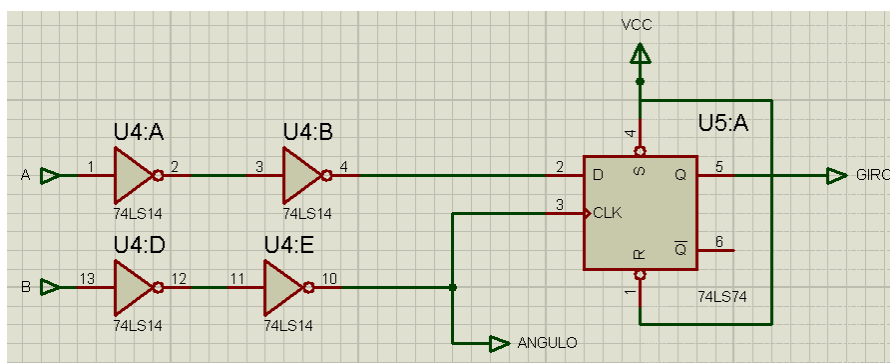 VCC
U4:A
U4:B
U5:A
4
A
1
2
3
4
2
D
S
Q
5
GIRO
74LS14
74LS14
3
CLK
U4:D
U4:E
R
Q
6
B
13
12
11
10
1
74LS74
74LS14
74LS14
ANGULO